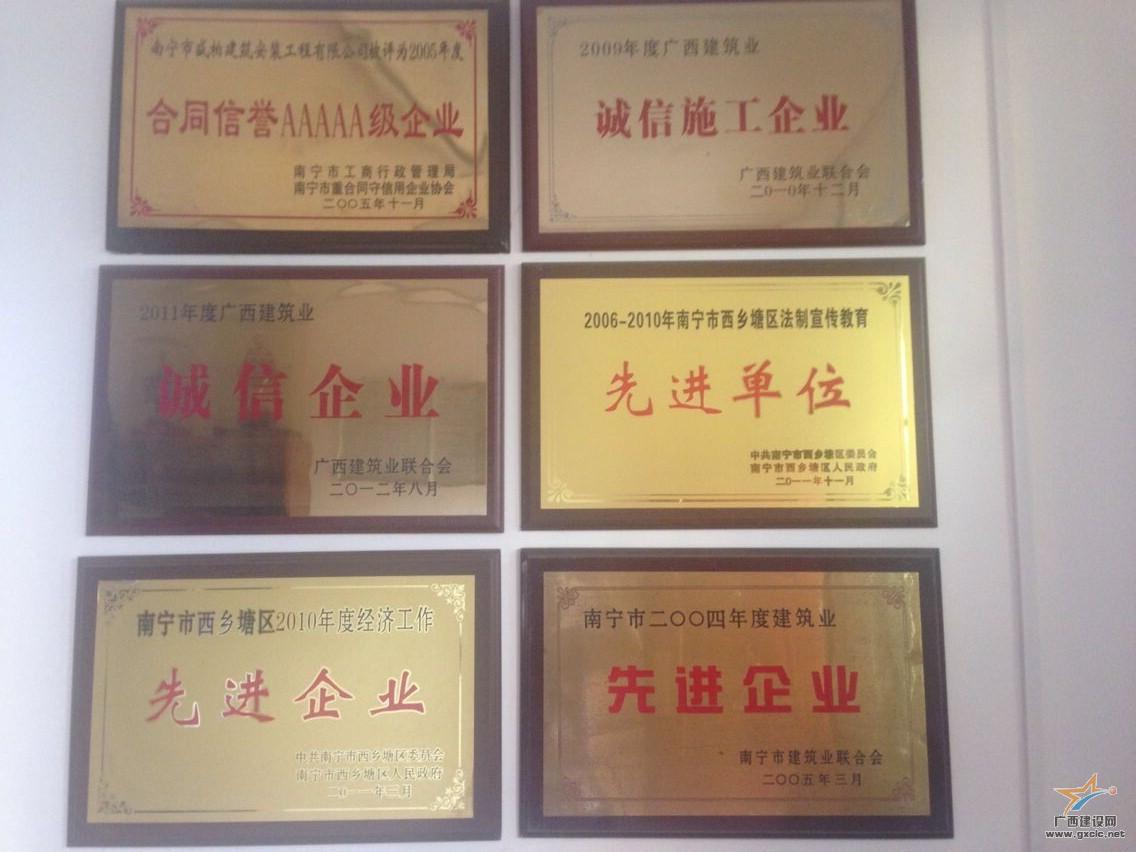 南宁市盛柏建筑安装工程有限公司被评为2005年度
合同信誉AAAAA级企业
南宁市工商行政管理局
南宁市重合同守信用企业协会
二〇〇五年十一月
2009年度广西建筑业
诚信施工企业
广西建筑业联合会
二〇一〇年十二月
2011年度广西建筑业
诚信企业
广西建筑业联合会
二〇一二年八月
2006-2010年南宁市西乡塘区法制宣传教育
先进单位
中共南宁市西乡塘区委员会
南宁市西乡塘区人民政府
二〇一一年十一月
南宁市西乡塘区2010年度经济工作
先进企业
中共南宁市西乡塘区委员会
南宁市西乡塘区人民政府
二〇一一年三月
南宁市二〇〇四年度建筑业
先进企业
南宁市建筑业联合会
二〇〇五年三月
广西建设网
www.gxcic.net